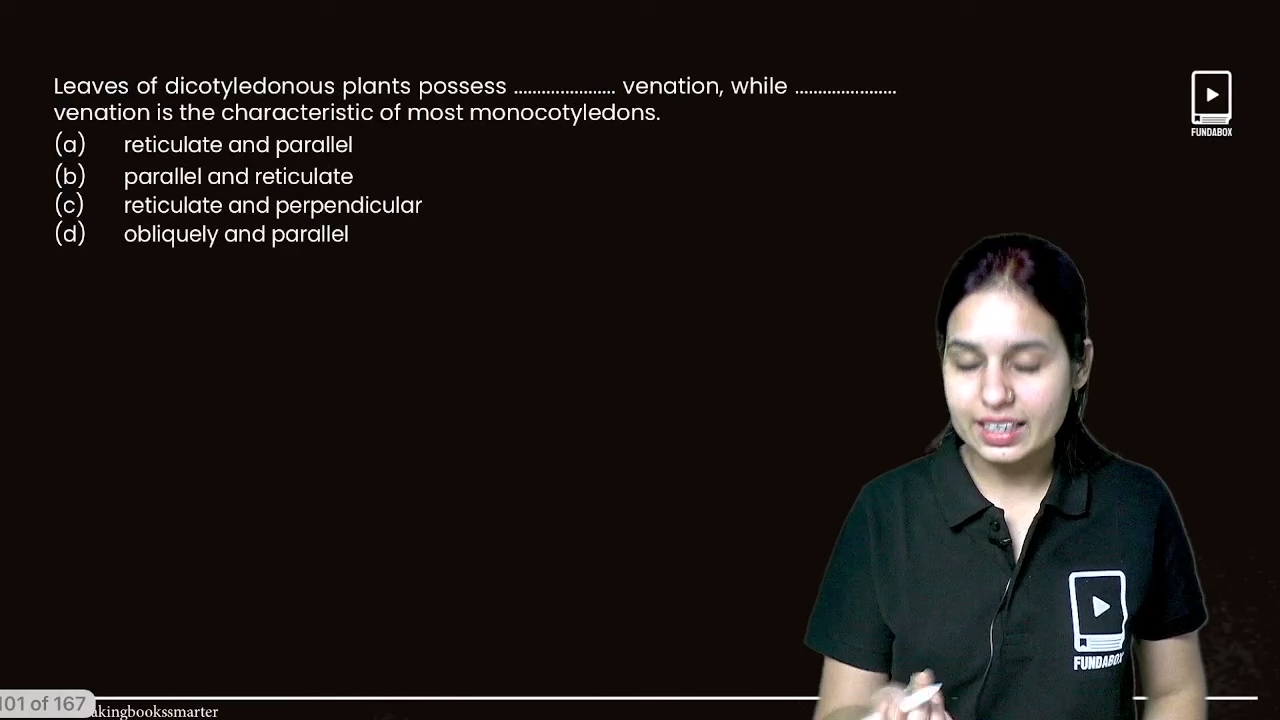 Leaves of dicotyledonous plants possess ...................... venation, while ......................
venation is the characteristic of most monocotyledons.
(a) reticulate and parallel
(b) parallel and reticulate
(c) reticulate and perpendicular
(d) obliquely and parallel
FUNDABOX
FUNDABOX
101 of 167
akingbookssmarter